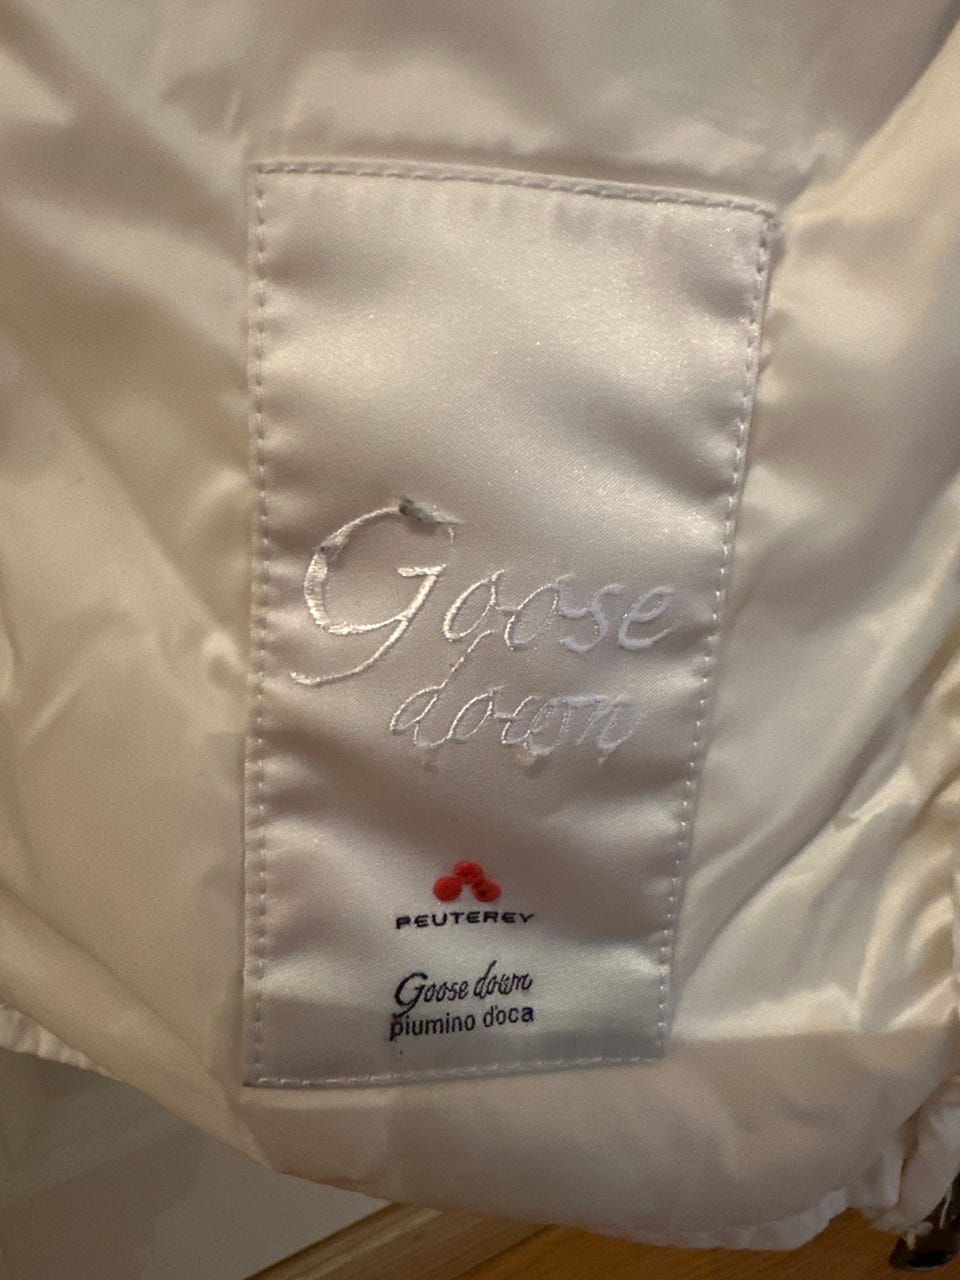 Goose
down
PEUTEREY
Goose down
piumino d'oca